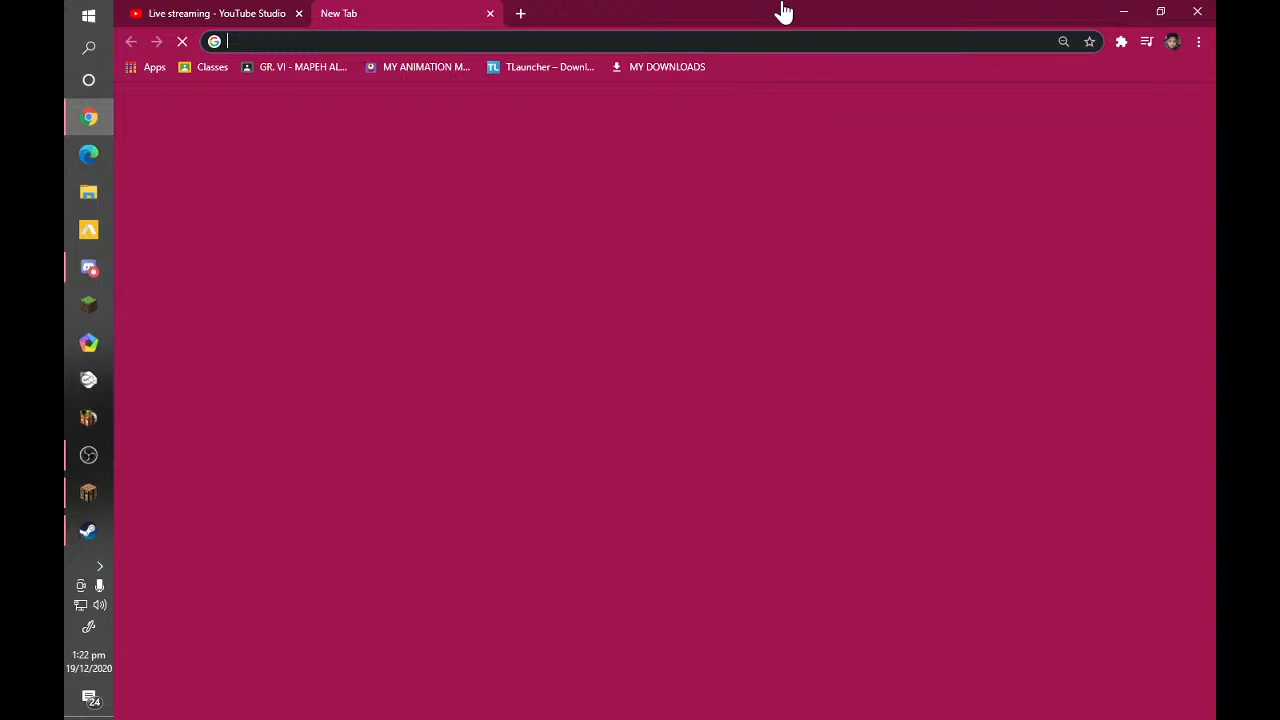 Live streaming - YouTube Studio
New Tab
Apps
Classes
GR. VI - MAPEH AL...
MY ANIMATION M...
TL
TLauncher – Downl...
MY DOWNLOADS
1:22 pm
19/12/2020
24